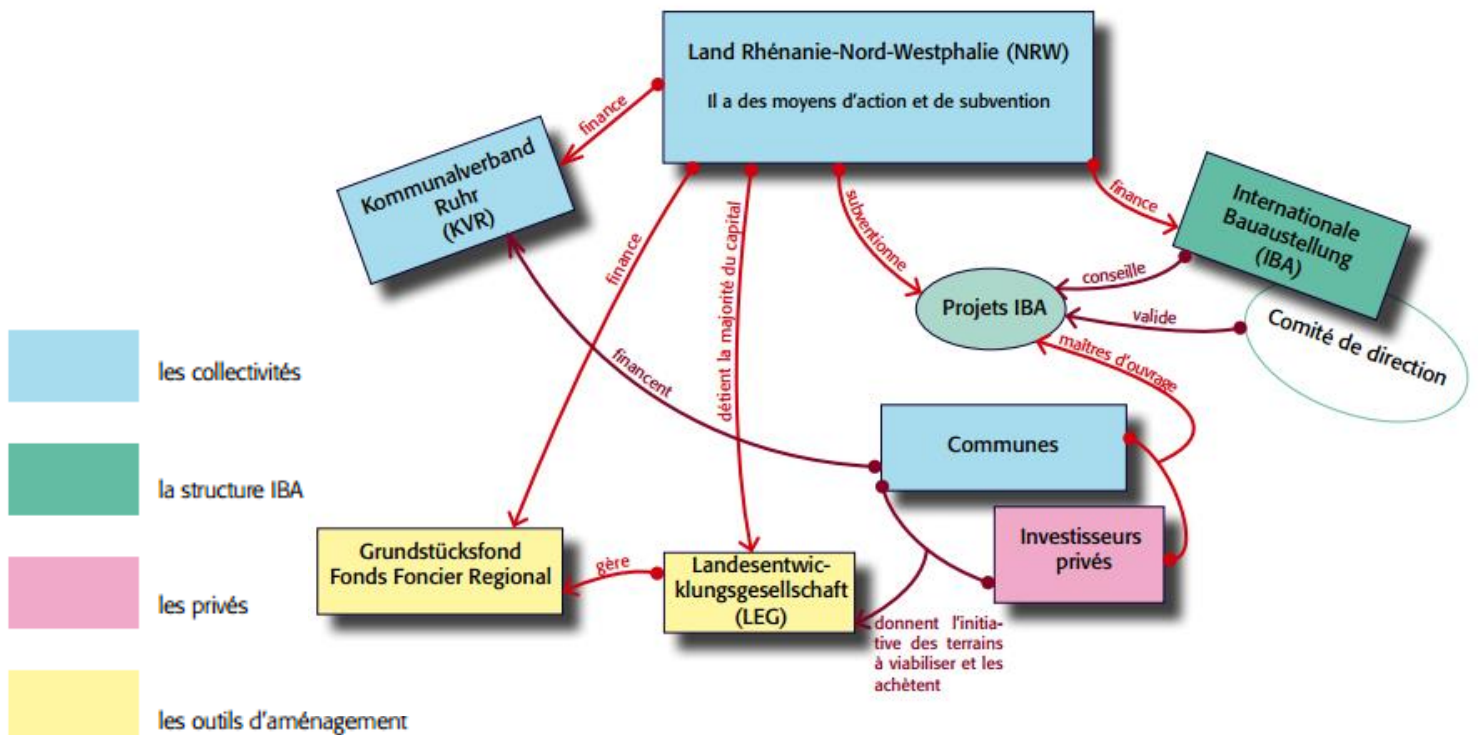 Land Rhénanie-Nord-Westphalie (NRW)
Il a des moyens d'action et de subvention
finance
Kommunalverband
Ruhr
(KVR)
finance
détient la majorité du capital
subventionne
finance
Internationale
Bauaustellung
(IBA)
conseille
Projets IBA
valide
Comité de direction
maîtres d'ouvrage
financent
les collectivités
Communes
la structure IBA
Investisseurs
privés
Grundstücksfond
Fonds Foncier Regional
gère
Landesentwic-
klungsgesellschaft
(LEG)
les privés
donnent l'initia-
tive des terrains
à viabiliser et les
achètent
les outils d'aménagement